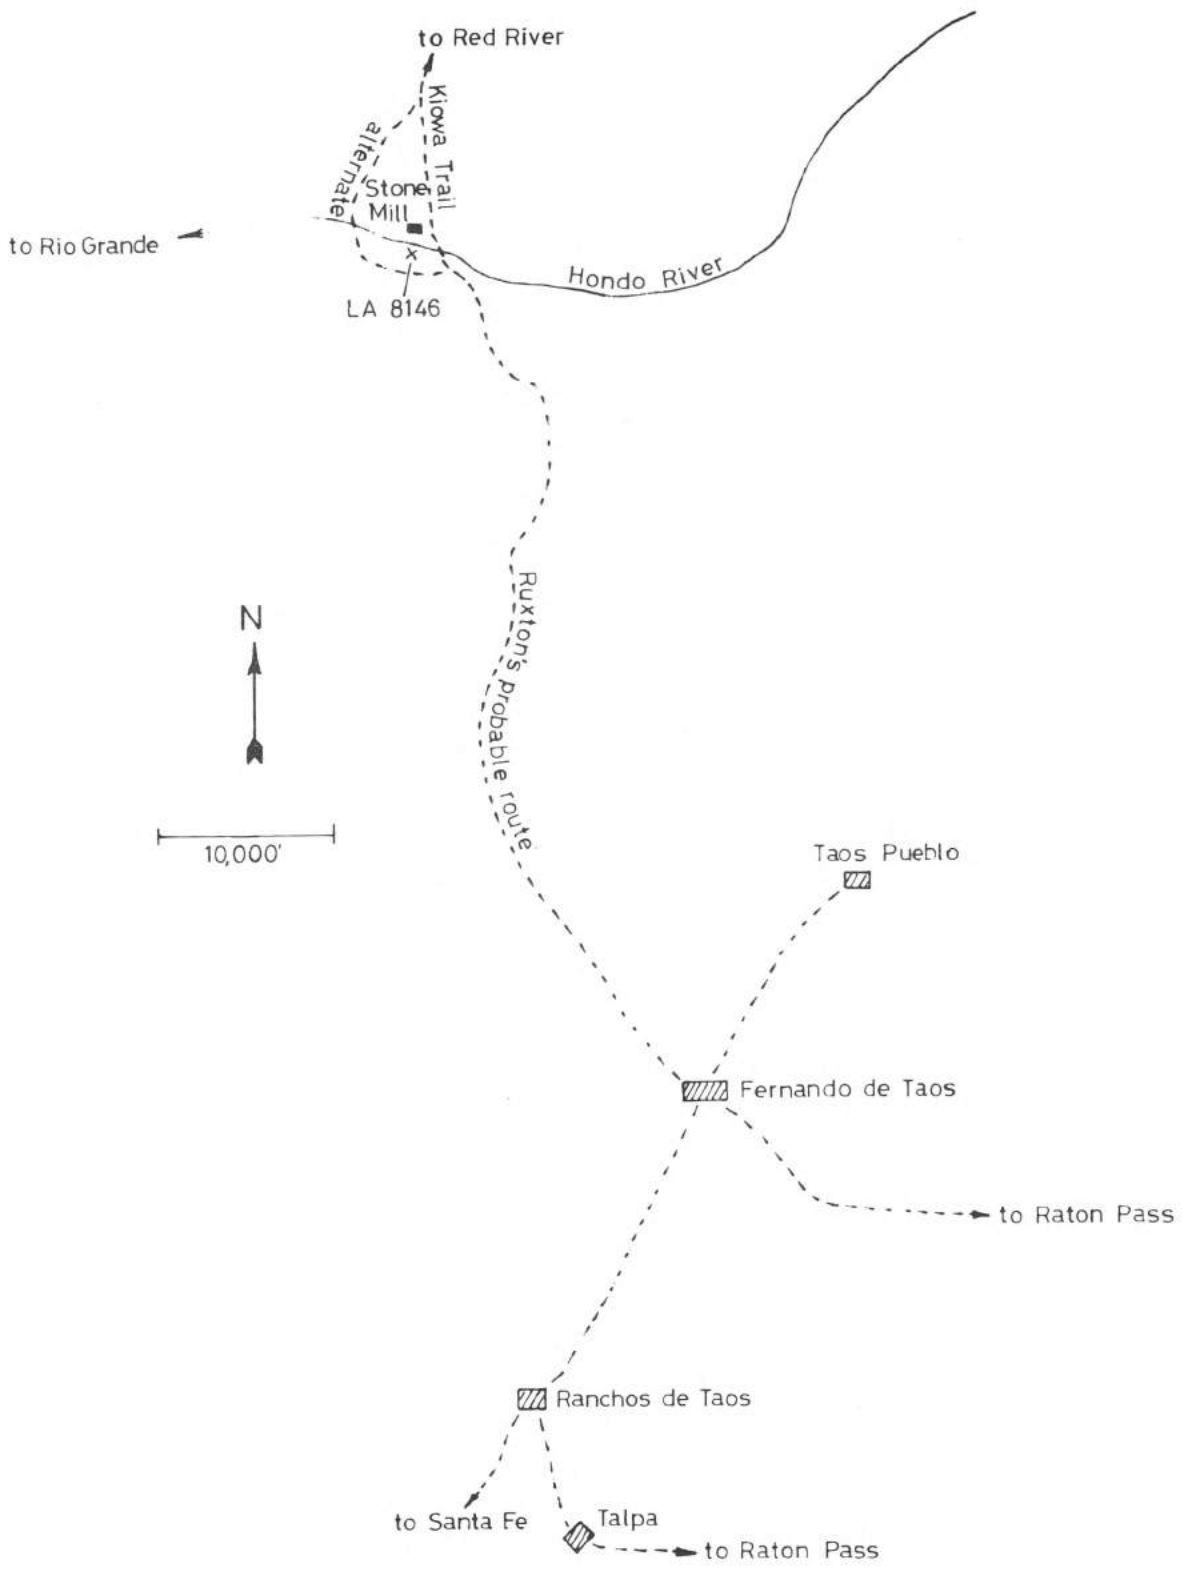 to Red River
Kiowa Trail
alternate
Stone
Mill
to Rio Grande
Hondo River
LA 8146
Ruxton's probable route
N
10,000'
Taos Pueblo
Fernando de Taos
to Raton Pass
Ranchos de Taos
to Santa Fe
Talpa
to Raton Pass